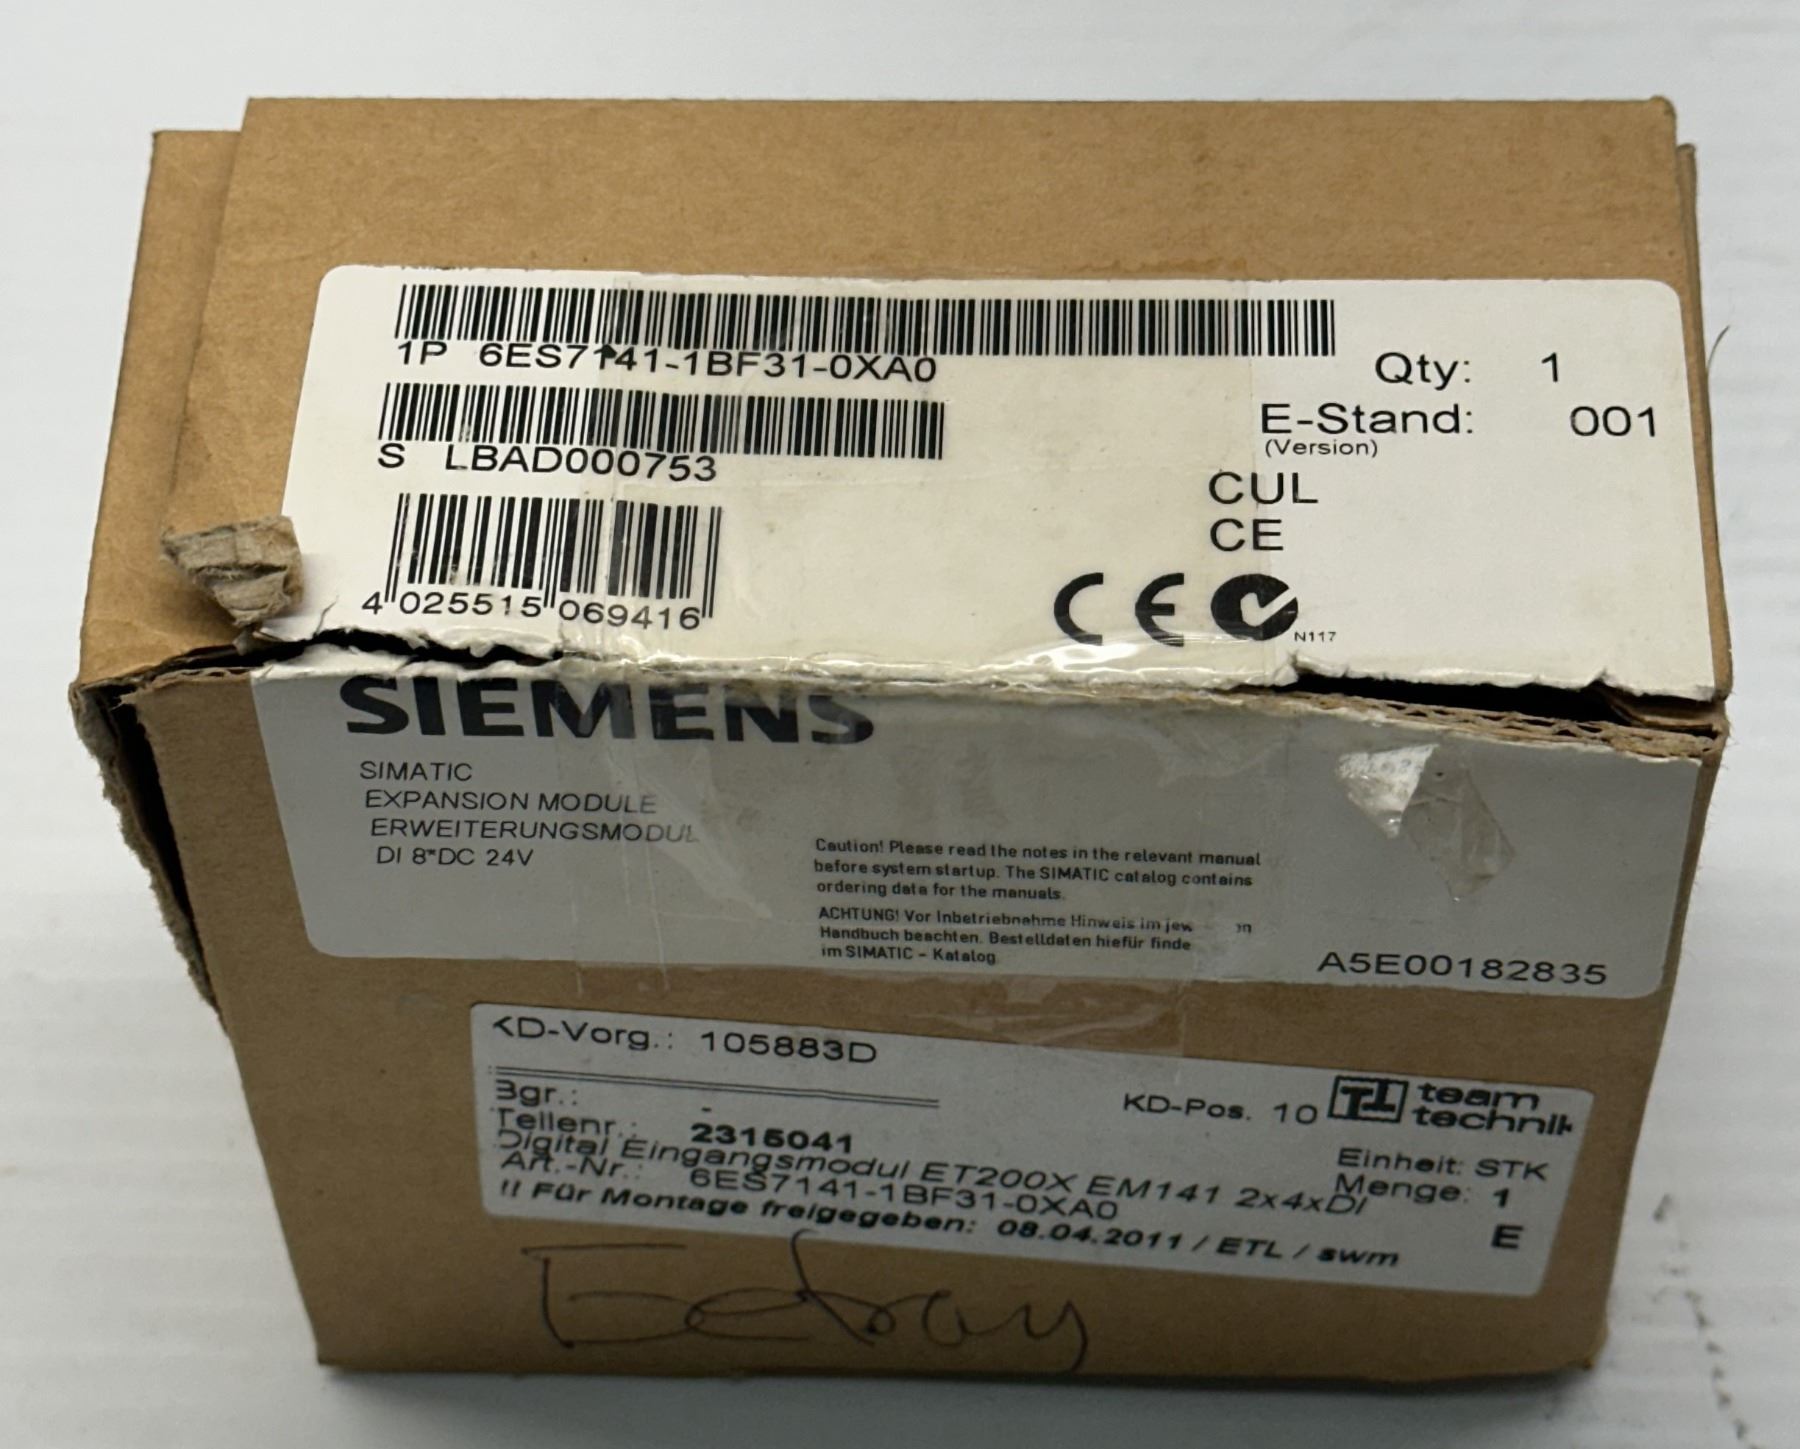 1P 6ES7141-1BF31-0XA0
Qty: 1
S LBAD000753
E-Stand: 001
(Version)
CUL
CE
4 025515 069416
CE
N117
SIEMENS
SIMATIC
EXPANSION MODULE
ERWEITERUNGSMODUL
DI 8*DC 24V
Caution! Please read the notes in the relevant manual
before system startup. The SIMATIC catalog contains
ordering data for the manuals.
ACHTUNG! Vor Inbetriebnahme Hinweis im
Handbuch beachten. Bestelldaten hiefür finde
im SIMATIC - Katalog
A5E00182835
KD-Vorg.: 105883D
Bgr.: -
KD-Pos. 10
team
technik
Teilenr.: 2315041
Einheit: STK
Digital Eingangsmodul ET200X EM141 2x4xDI
Menge: 1
Art.-Nr.: 6ES7141-1BF31-0XA0
!! Für Montage freigegeben: 08.04.2011 / ETL / swm
E